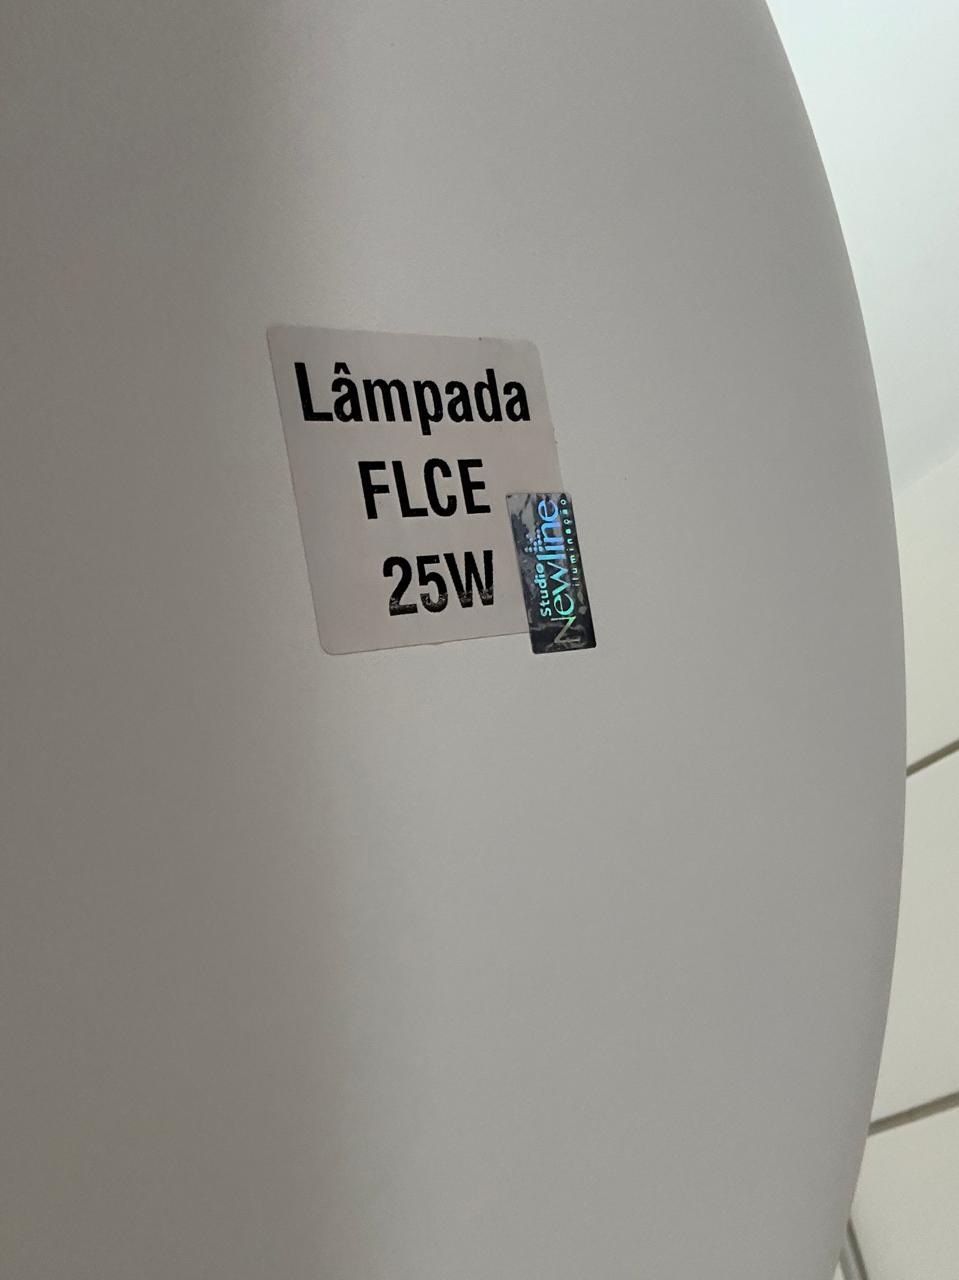 Lâmpada
FLCE
25W
Studio
Newline
iluminação